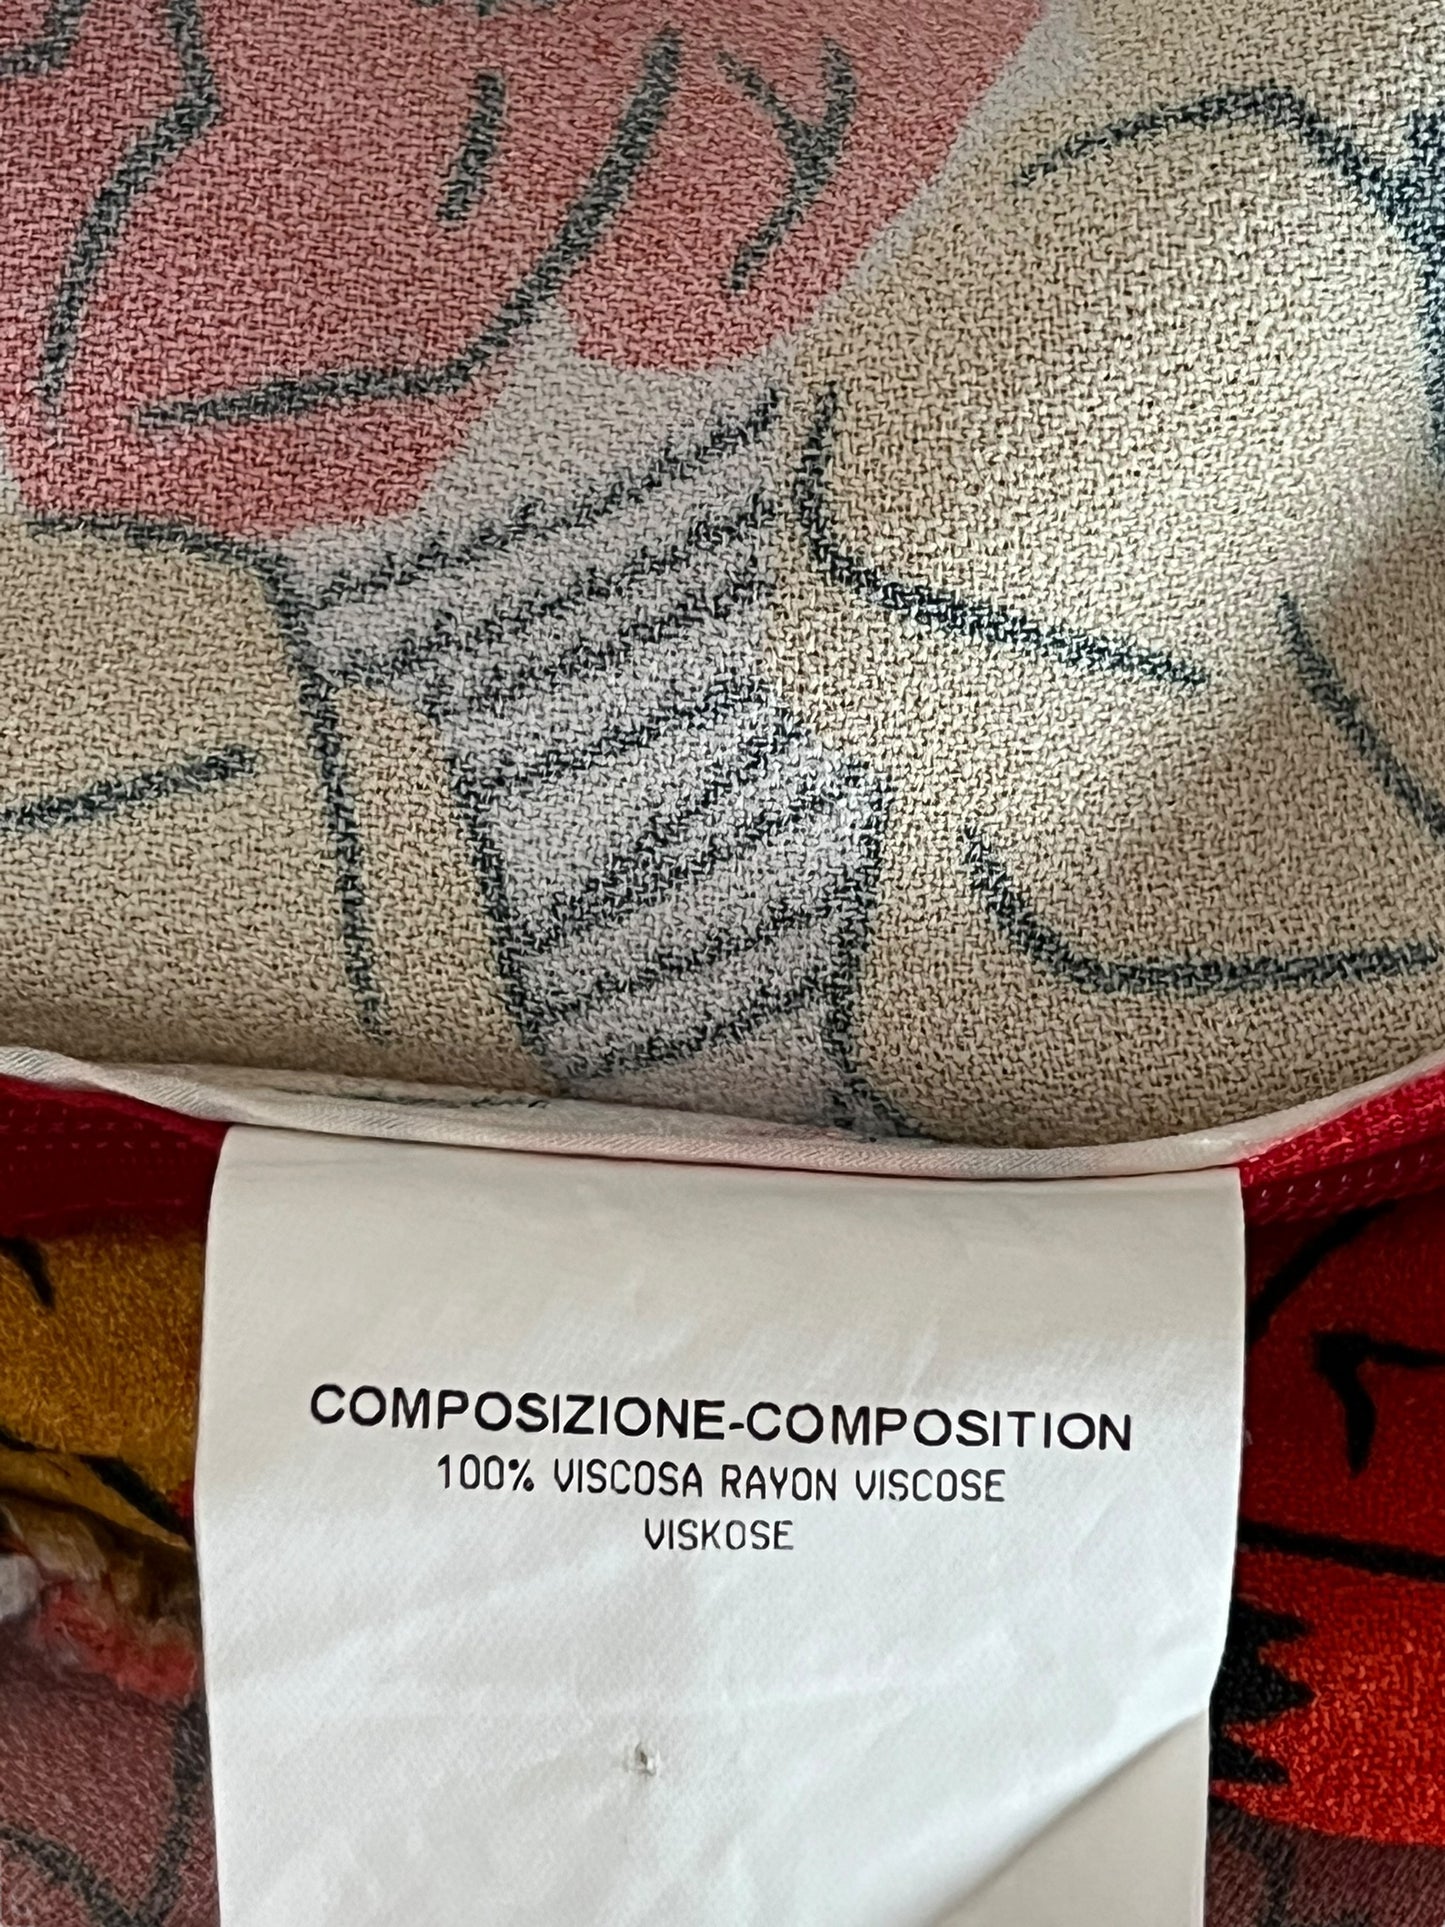 COMPOSIZIONE-COMPOSITION
100% VISCOSA RAYON VISCOSE
VISKOSE